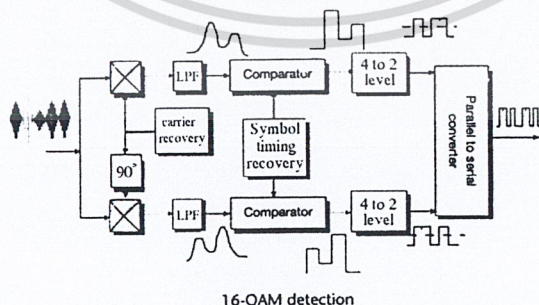 LPF
Comparator
4 to 2
level
carrier
recovery
Symbol
timing
recovery
90°
Parallel to serial
converter
LPF
Comparator
4 to 2
level
16-QAM detection